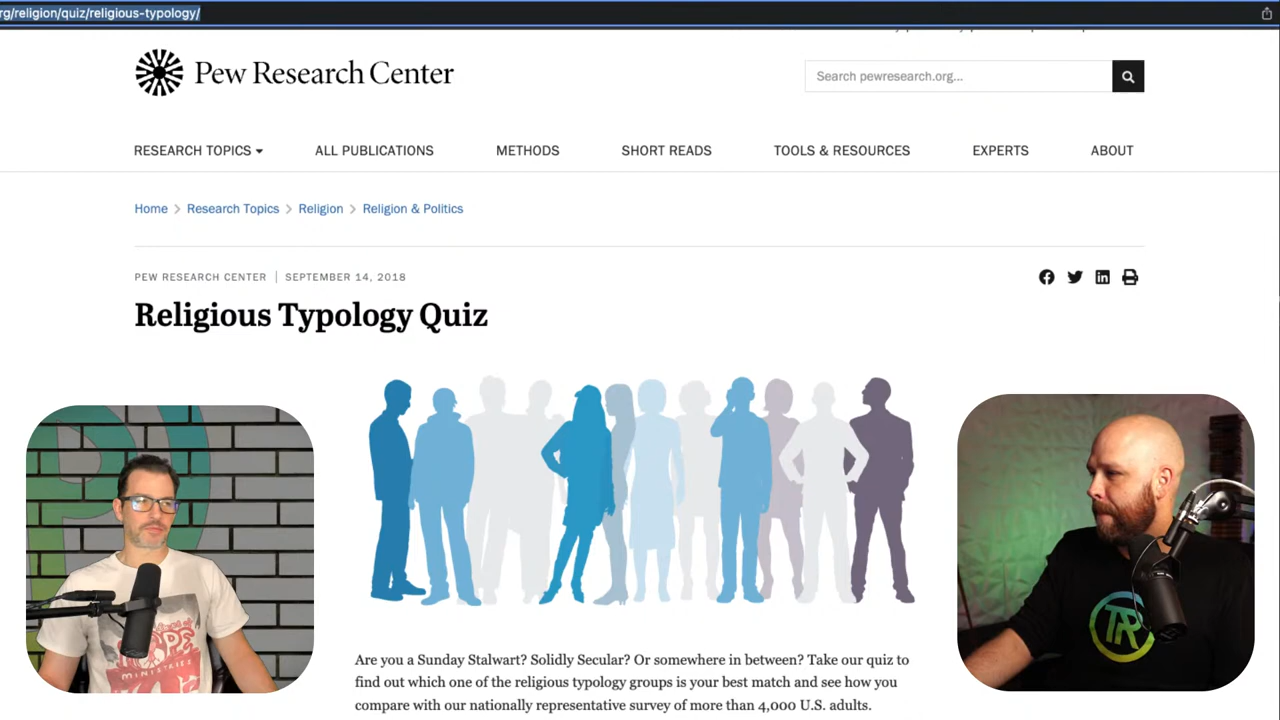 rg/religion/quiz/religious-typology/
Pew Research Center
Search pewresearch.org...
RESEARCH TOPICS ALL PUBLICATIONS METHODS SHORT READS TOOLS & RESOURCES EXPERTS ABOUT
Home > Research Topics > Religion > Religion & Politics
PEW RESEARCH CENTER | SEPTEMBER 14, 2018
Religious Typology Quiz
MINISTRIES
TR
Are you a Sunday Stalwart? Solidly Secular? Or somewhere in between? Take our quiz to
find out which one of the religious typology groups is your best match and see how you
compare with our nationally representative survey of more than 4,000 U.S. adults.